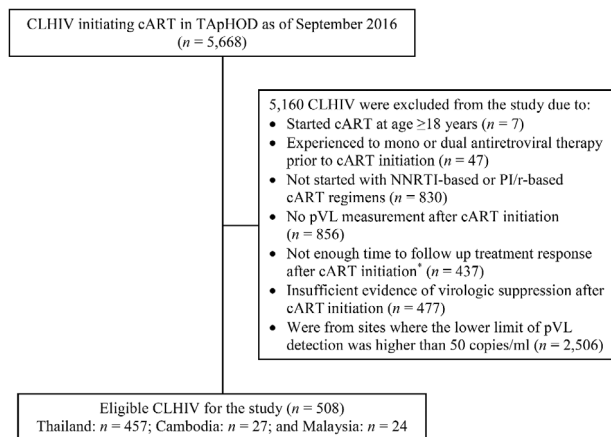 CLHIV initiating cART in TApHOD as of September 2016
(n = 5,668)
5,160 CLHIV were excluded from the study due to:
• Started cART at age ≥18 years (n = 7)
• Experienced to mono or dual antiretroviral therapy
prior to cART initiation (n = 47)
• Not started with NNRTI-based or PI/r-based
cART regimens (n = 830)
• No pVL measurement after cART initiation
(n = 856)
• Not enough time to follow up treatment response
after cART initiation* (n = 437)
• Insufficient evidence of virologic suppression after
cART initiation (n = 477)
• Were from sites where the lower limit of pVL
detection was higher than 50 copies/ml (n = 2,506)
Eligible CLHIV for the study (n = 508)
Thailand: n = 457; Cambodia: n = 27; and Malaysia: n = 24